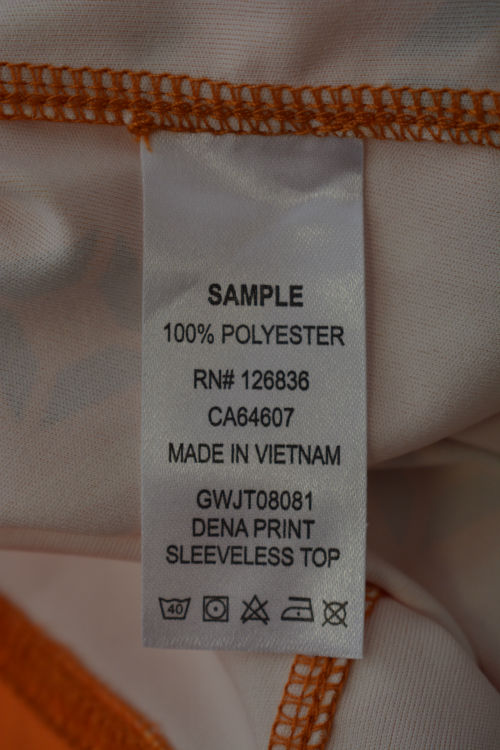 SAMPLE
100% POLYESTER
RN# 126836
CA64607
MADE IN VIETNAM
GWJT08081
DENA PRINT
SLEEVELESS TOP
40